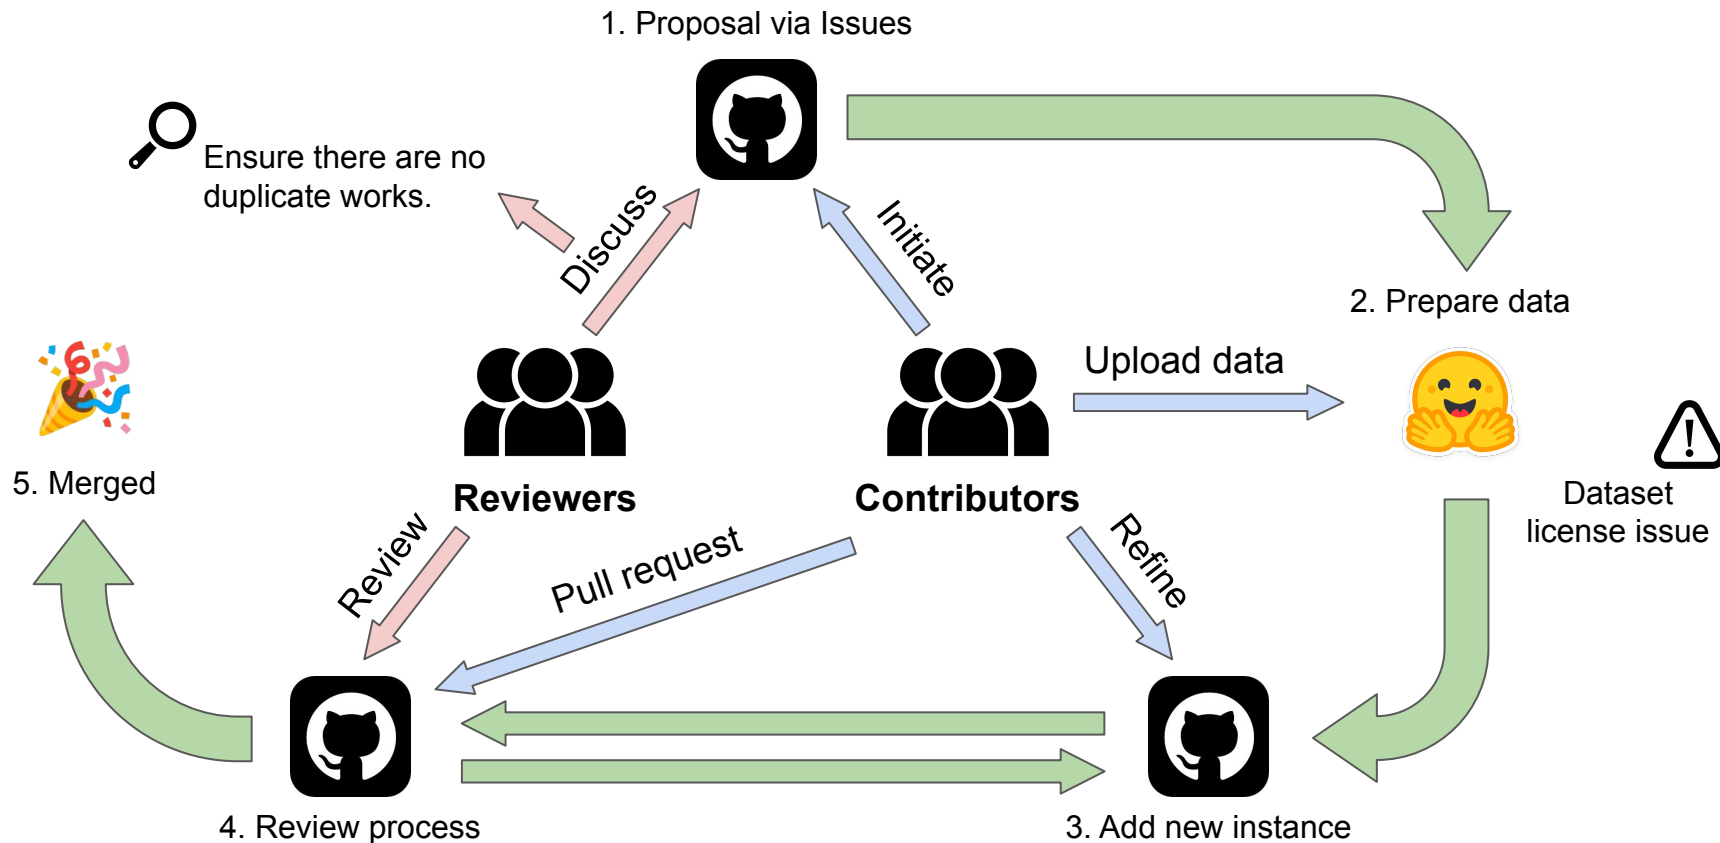 1. Proposal via Issues
Ensure there are no
duplicate works.
Discuss
Initiate
2. Prepare data
Upload data
5. Merged
Reviewers
Contributors
Dataset
license issue
Review
Pull request
Refine
4. Review process
3. Add new instance